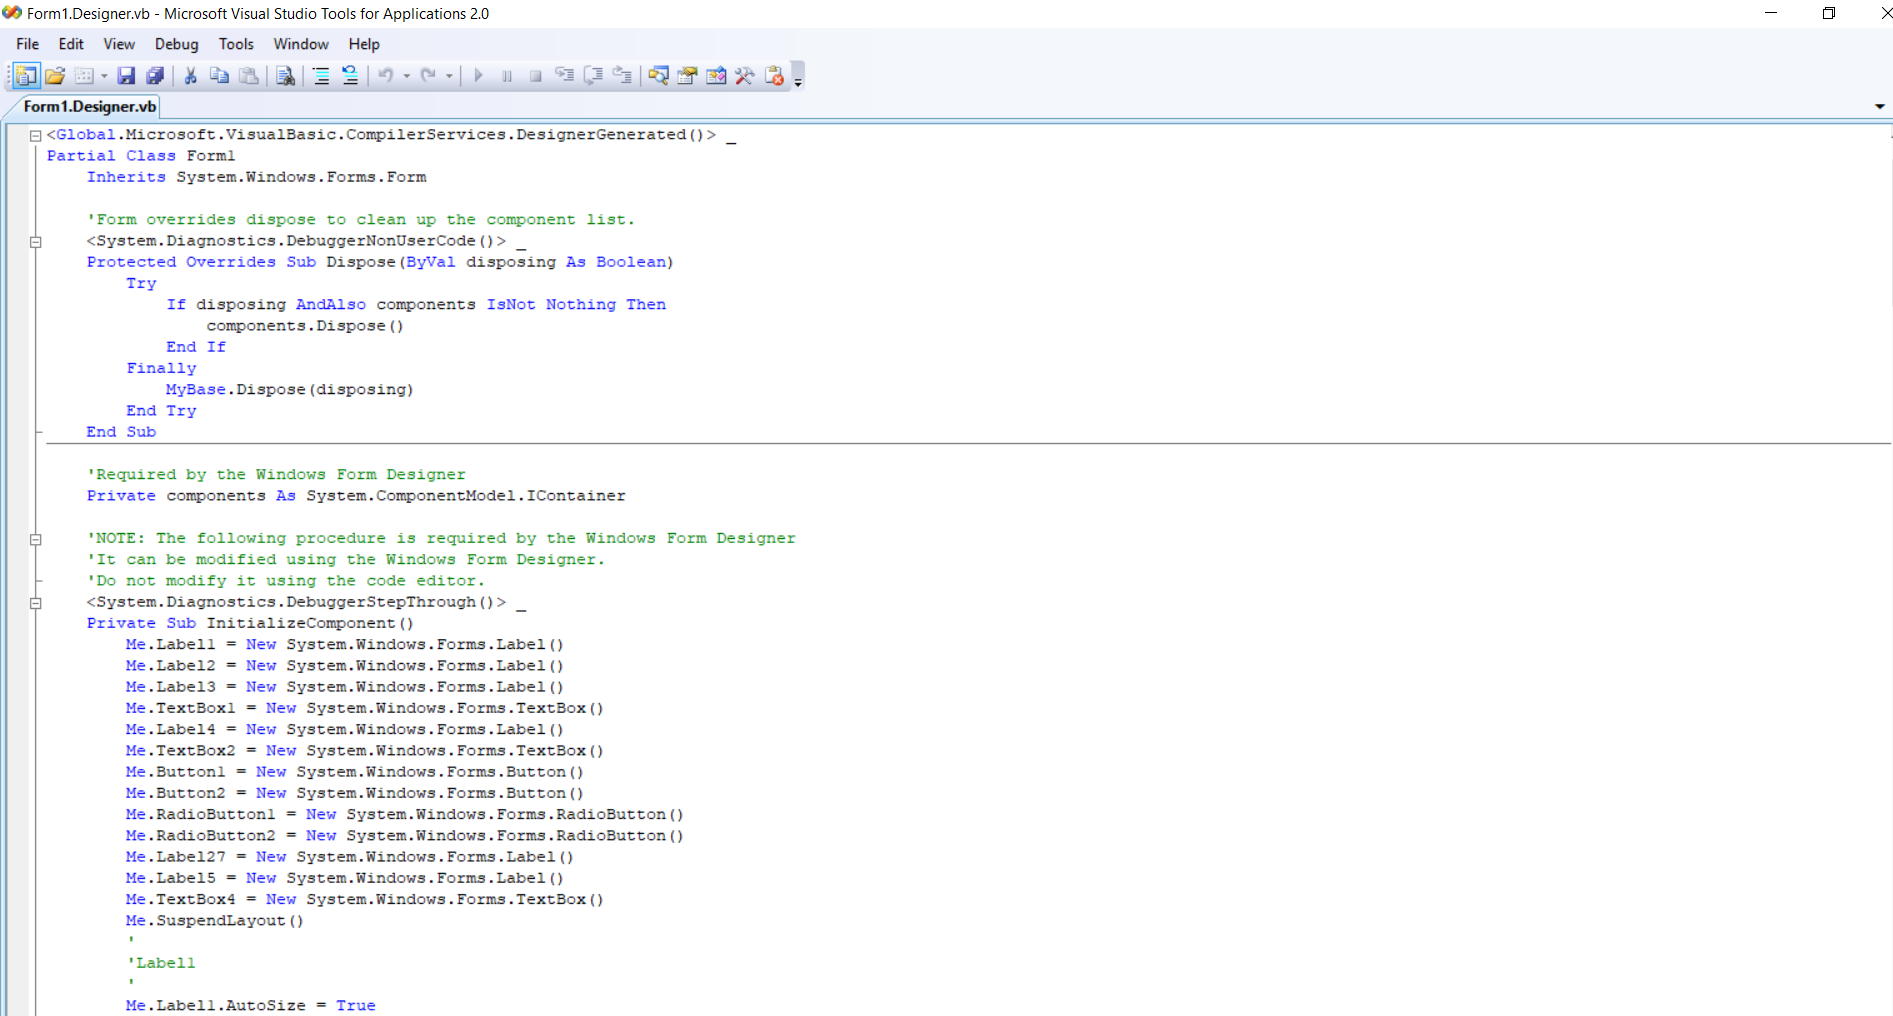 Form1.Designer.vb - Microsoft Visual Studio Tools for Applications 2.0
File Edit View Debug Tools Window Help
Form1.Designer.vb
<Global.Microsoft.VisualBasic.CompilerServices.DesignerGenerated()> _
Partial Class Form1
    Inherits System.Windows.Forms.Form
    'Form overrides dispose to clean up the component list.
    <System.Diagnostics.DebuggerNonUserCode()> _
    Protected Overrides Sub Dispose(ByVal disposing As Boolean)
        Try
            If disposing AndAlso components IsNot Nothing Then
                components.Dispose()
            End If
        Finally
            MyBase.Dispose(disposing)
        End Try
    End Sub
    'Required by the Windows Form Designer
    Private components As System.ComponentModel.IContainer
    'NOTE: The following procedure is required by the Windows Form Designer
    'It can be modified using the Windows Form Designer.
    'Do not modify it using the code editor.
    <System.Diagnostics.DebuggerStepThrough()> _
    Private Sub InitializeComponent()
        Me.Label1 = New System.Windows.Forms.Label()
        Me.Label2 = New System.Windows.Forms.Label()
        Me.Label3 = New System.Windows.Forms.Label()
        Me.TextBox1 = New System.Windows.Forms.TextBox()
        Me.Label4 = New System.Windows.Forms.Label()
        Me.TextBox2 = New System.Windows.Forms.TextBox()
        Me.Button1 = New System.Windows.Forms.Button()
        Me.Button2 = New System.Windows.Forms.Button()
        Me.RadioButton1 = New System.Windows.Forms.RadioButton()
        Me.RadioButton2 = New System.Windows.Forms.RadioButton()
        Me.Label27 = New System.Windows.Forms.Label()
        Me.Label5 = New System.Windows.Forms.Label()
        Me.TextBox4 = New System.Windows.Forms.TextBox()
        Me.SuspendLayout()
        '
        'Label1
        '
        Me.Label1.AutoSize = True